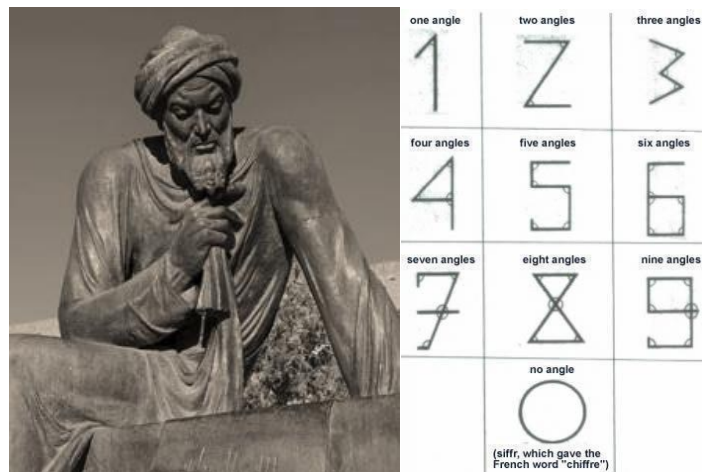 one angle
two angles
three angles
four angles
five angles
six angles
seven angles
eight angles
nine angles
no angle
(siffr, which gave the
French word "chiffre")